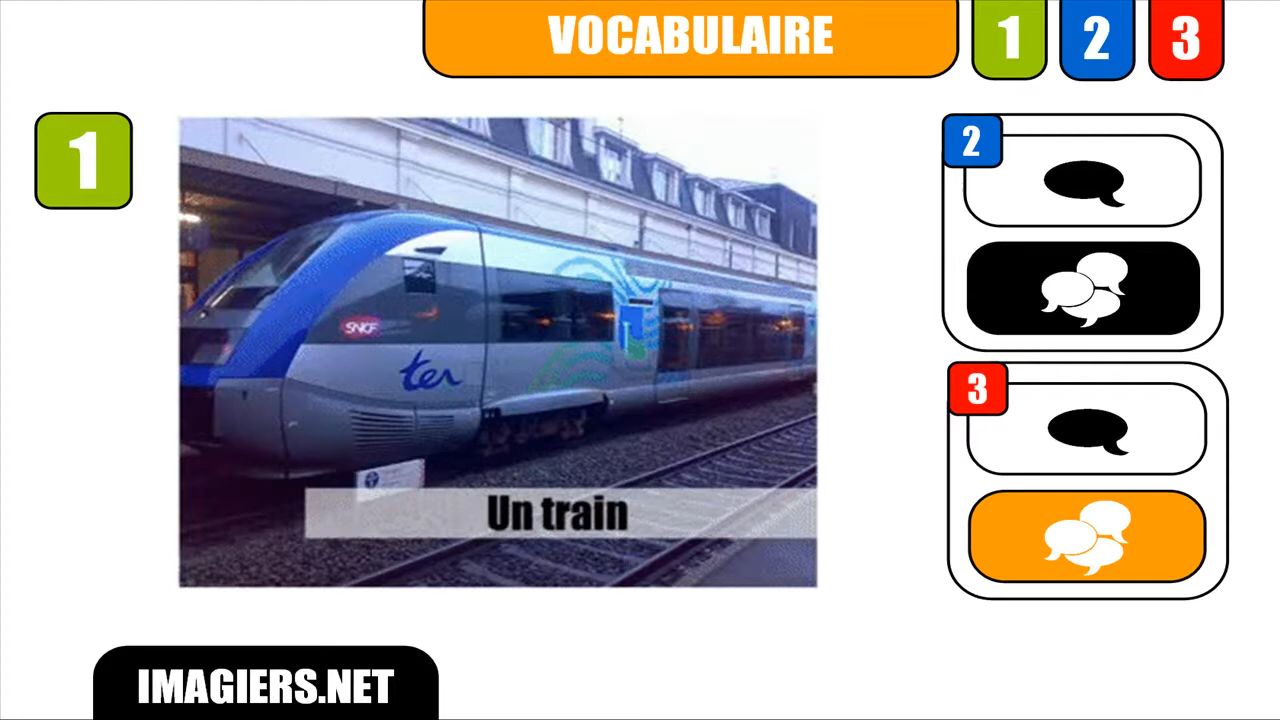 VOCABULAIRE
1
2
3
1
SNCF
ter
Un train
2
3
IMAGIERS.NET